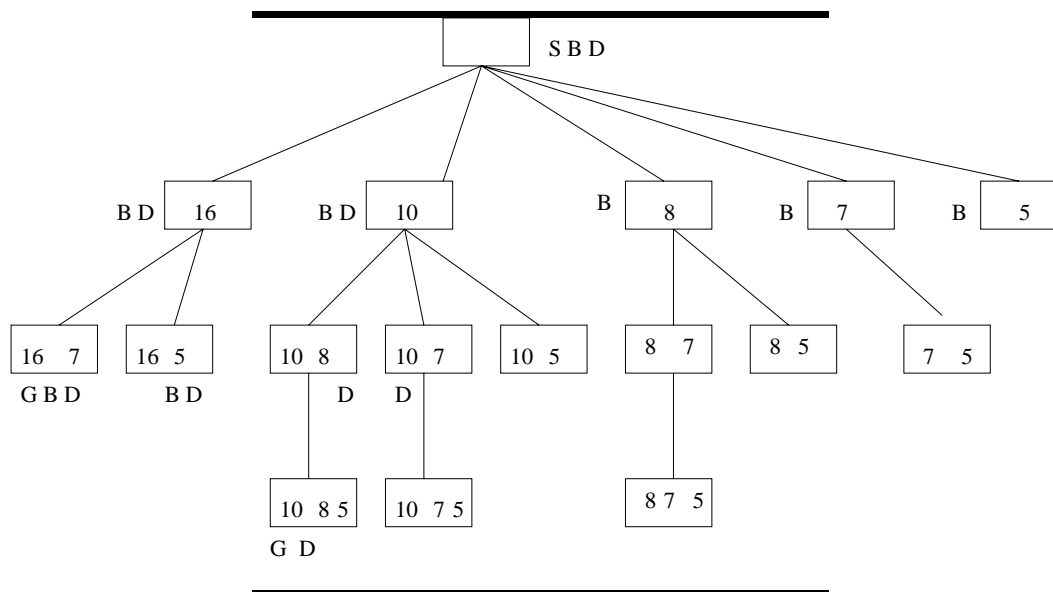 S B D
B D 16 B D 10 B 8 B 7 B 5
16 7 16 5 10 8 10 7 10 5 8 7 8 5 7 5
G B D B D D D
10 8 5 10 7 5 8 7 5
G D